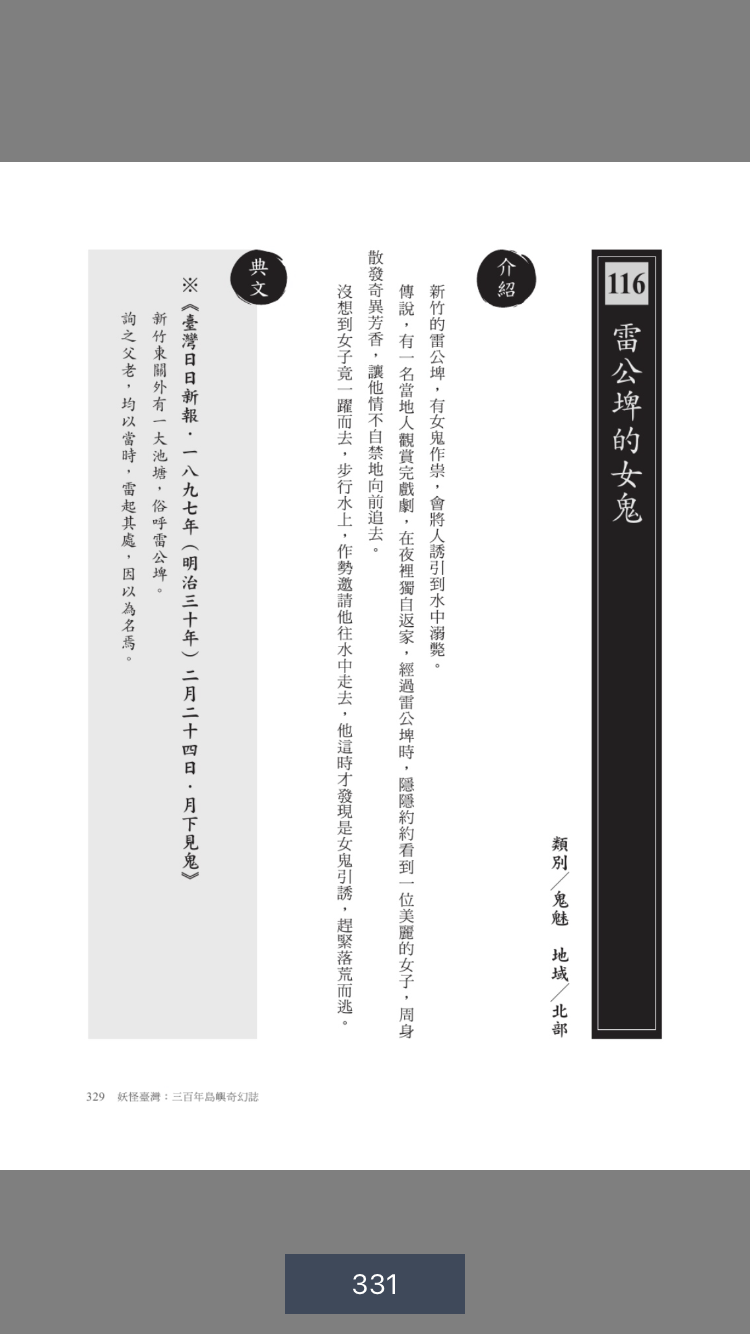 116
雷公埤的女鬼
類別／鬼魅　地域／北部
介紹
新竹的雷公埤，有女鬼作祟，會將人誘引到水中溺斃。
傳說，有一名當地人觀賞完戲劇，在夜裡獨自返家，經過雷公埤時，隱隱約約看到一位美麗的女子，周身
散發奇異芳香，讓他情不自禁地向前追去。
沒想到女子竟一躍而去，步行水上，作勢邀請他往水中走去，他這時才發現是女鬼引誘，趕緊落荒而逃。
典文
※《臺灣日日新報．一八九七年（明治三十年）二月二十四日．月下見鬼》
新竹東關外有一大池塘，俗呼雷公埤。
詢之父老，均以當時，雷起其處，因以為名焉。
329　妖怪臺灣：三百年島嶼奇幻誌
331